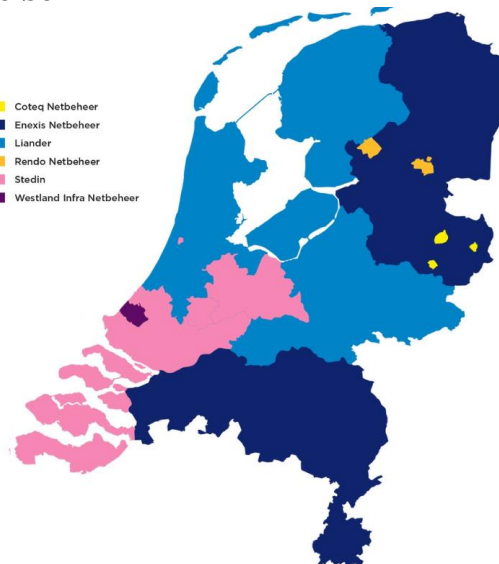 Coteq Netbeheer
Enexis Netbeheer
Liander
Rendo Netbeheer
Stedin
Westland Infra Netbeheer